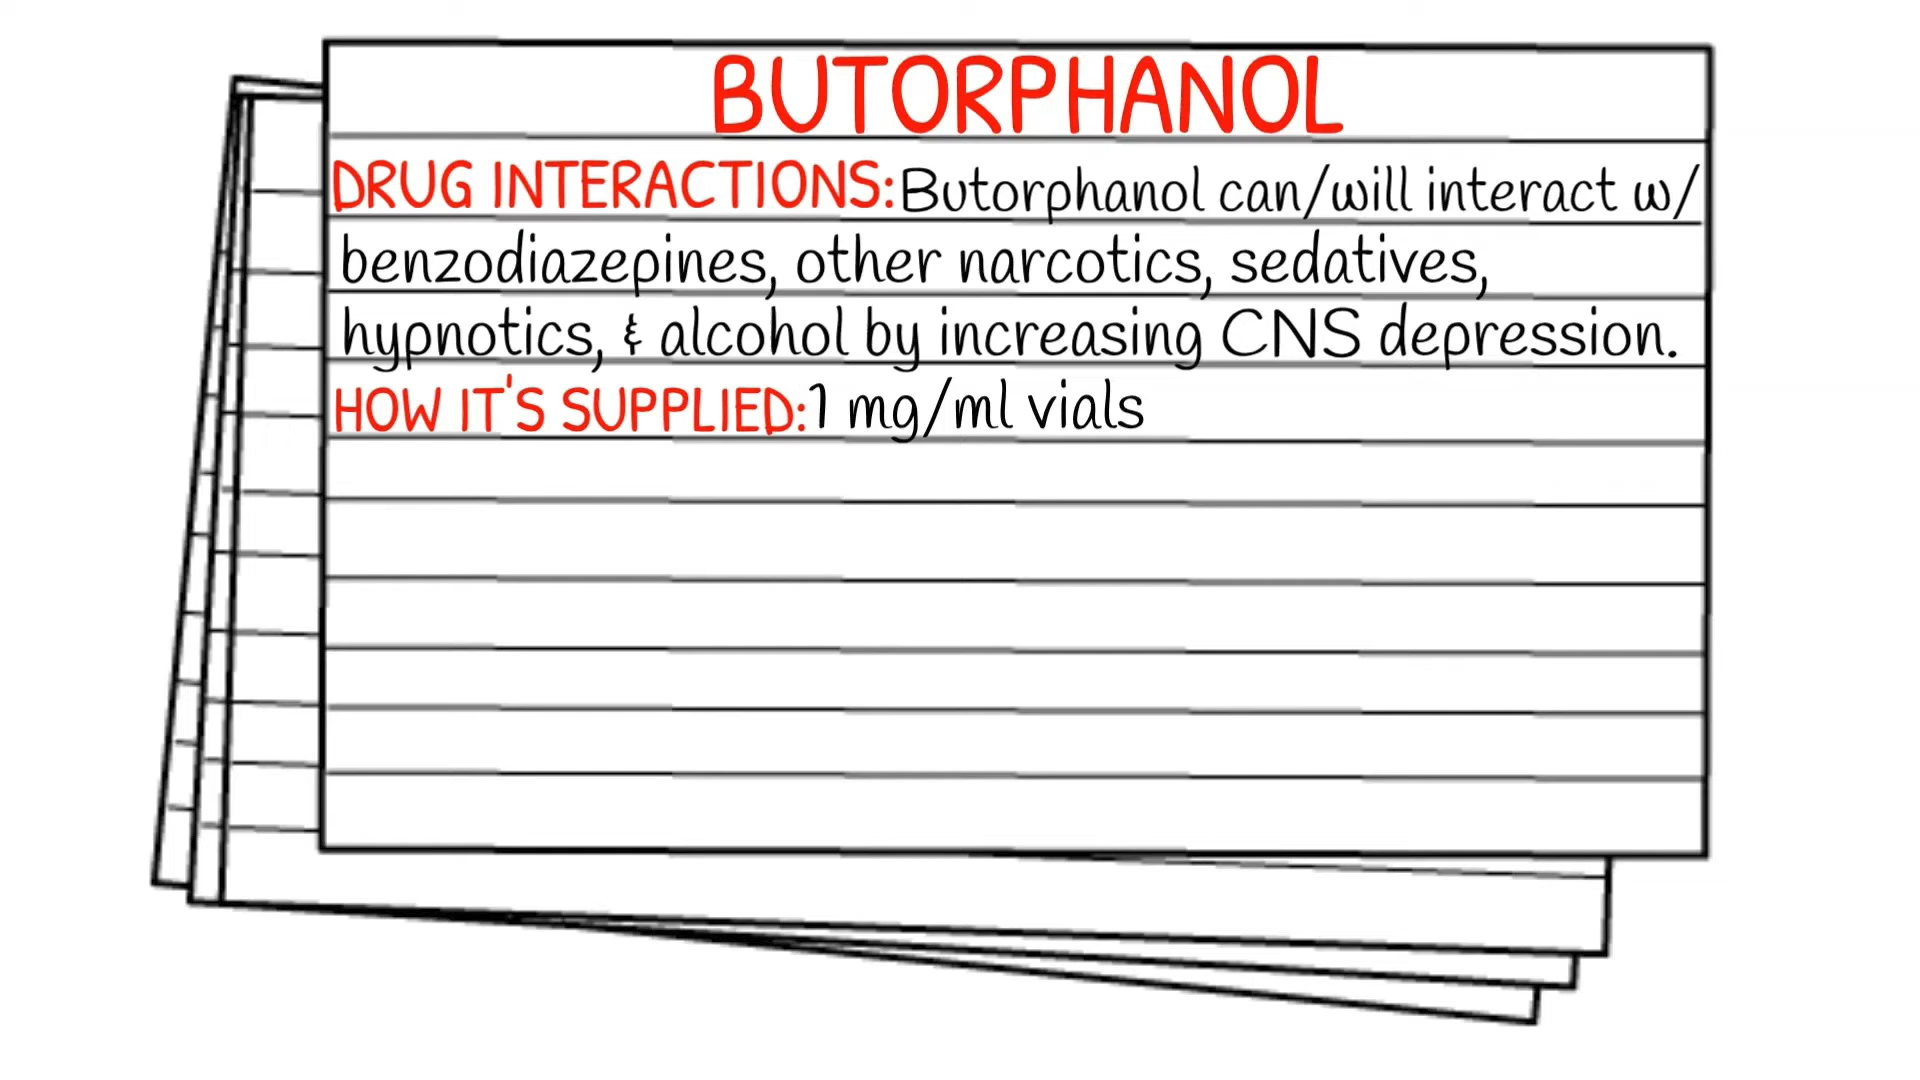 BUTORPHANOL
DRUG INTERACTIONS: Butorphanol can/will interact w/
benzodiazepines, other narcotics, sedatives,
hypnotics, & alcohol by increasing CNS depression.
HOW IT'S SUPPLIED: 1 mg/ml vials